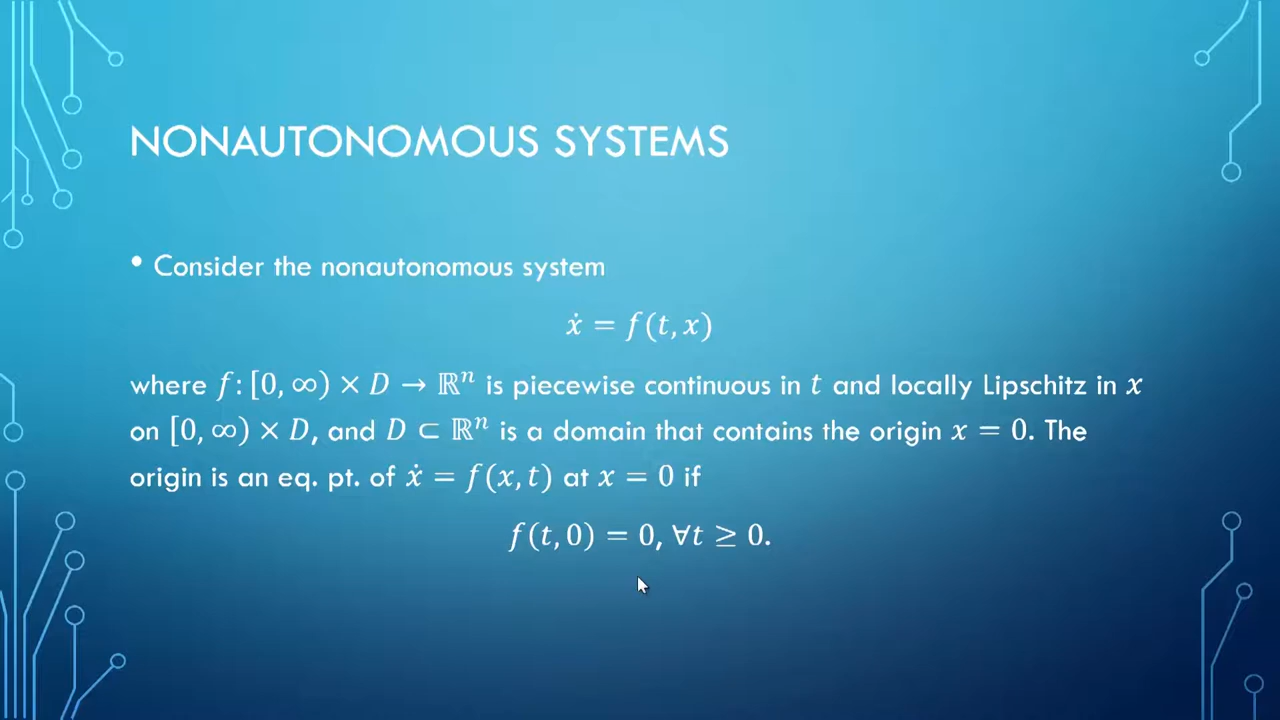 NONAUTONOMOUS SYSTEMS
• Consider the nonautonomous system
ẋ = f(t, x)
where f: [0, ∞) × D → ℝⁿ is piecewise continuous in t and locally Lipschitz in x
on [0, ∞) × D, and D ⊂ ℝⁿ is a domain that contains the origin x = 0. The
origin is an eq. pt. of ẋ = f(x, t) at x = 0 if
f(t, 0) = 0, ∀t ≥ 0.